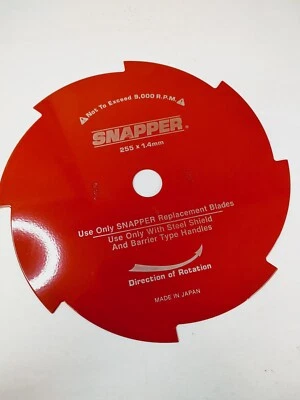 Not To Exceed 9,000 R.P.M.
SNAPPER®
255 x 1.4mm
Use Only SNAPPER Replacement Blades
Use Only With Steel Shield
And Barrier Type Handles
Direction of Rotation
MADE IN JAPAN